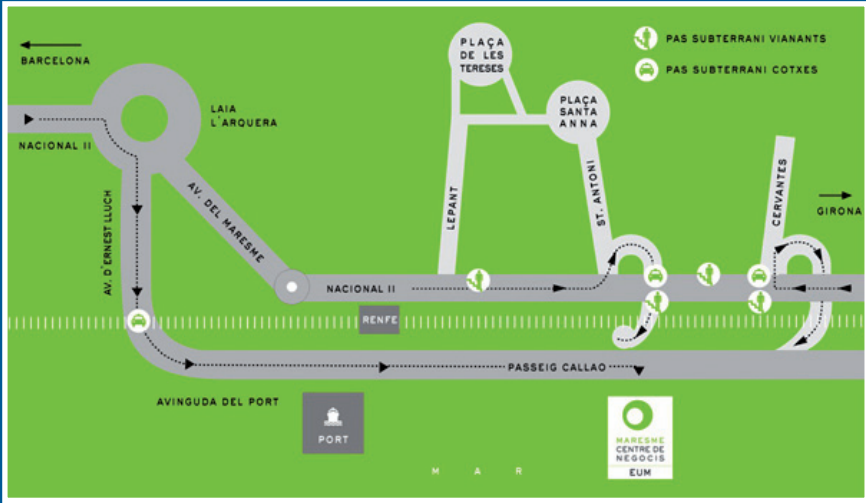 BARCELONA
NACIONAL II
LAIA
L'ARQUERA
AV. D'ERNEST LLUCH
AV. DEL MARESME
PLAÇA
DE LES
TERESES
PLAÇA
SANTA
ANNA
LEPANT
ST. ANTONI
CERVANTES
PAS SUBTERRANI VIANANTS
PAS SUBTERRANI COTXES
GIRONA
NACIONAL II
RENFE
PASSEIG CALLAO
AVINGUDA DEL PORT
PORT
MARESME
CENTRE DE
NEGOCIS
EUM
MAR